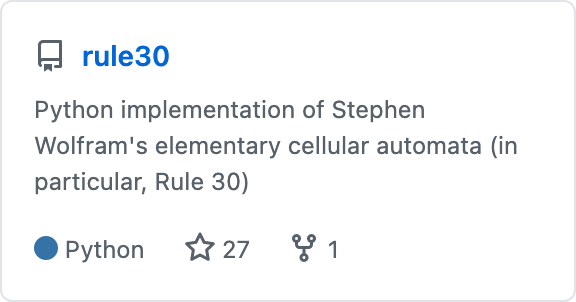 rule30
Python implementation of Stephen
Wolfram's elementary cellular automata (in
particular, Rule 30)
Python 27 1